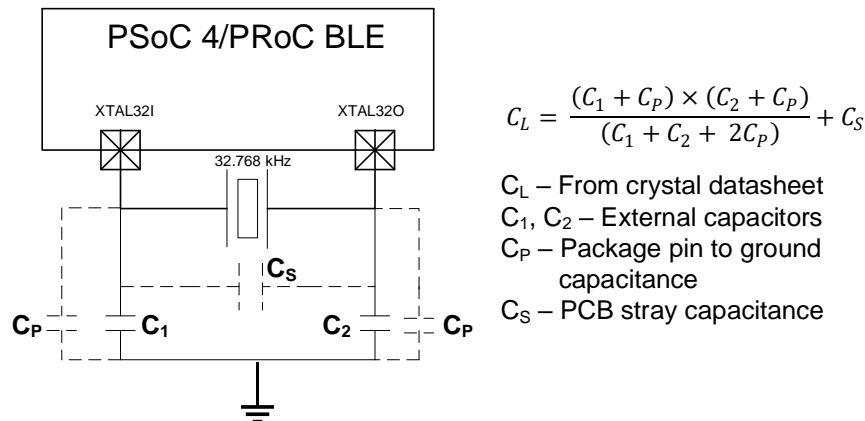 PSoC 4/PRoC BLE
XTAL32I
XTAL32O
32.768 kHz
C_S
C_P
C_1
C_2
C_P
C_L = \frac{(C_1 + C_P) × (C_2 + C_P)}{(C_1 + C_2 + 2C_P)} + C_S
C_L – From crystal datasheet
C_1, C_2 – External capacitors
C_P – Package pin to ground
capacitance
C_S – PCB stray capacitance